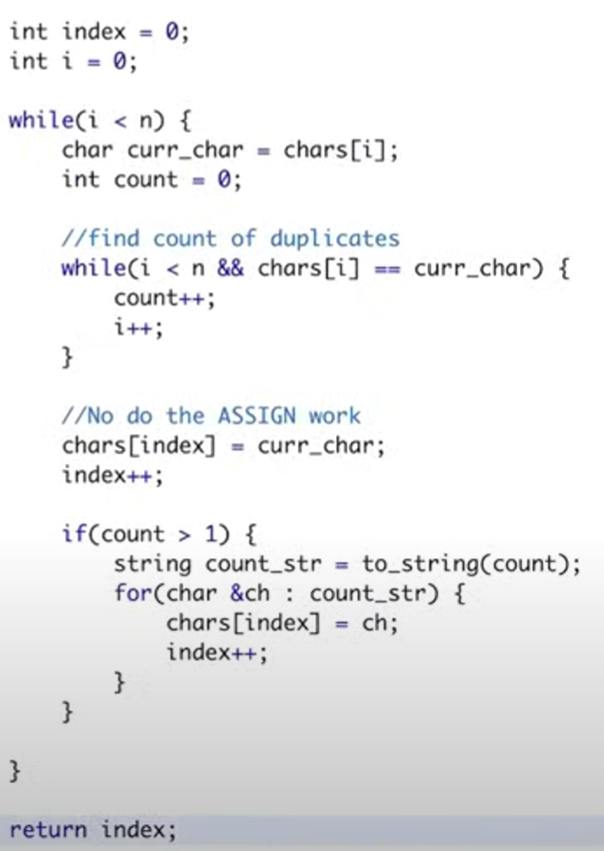 int index = 0;
int i = 0;
while(i < n) {
char curr_char = chars[i];
int count = 0;
//find count of duplicates
while(i < n && chars[i] == curr_char) {
count++;
i++;
}
//No do the ASSIGN work
chars[index] = curr_char;
index++;
if(count > 1) {
string count_str = to_string(count);
for(char &ch : count_str) {
chars[index] = ch;
index++;
}
}
}
return index;